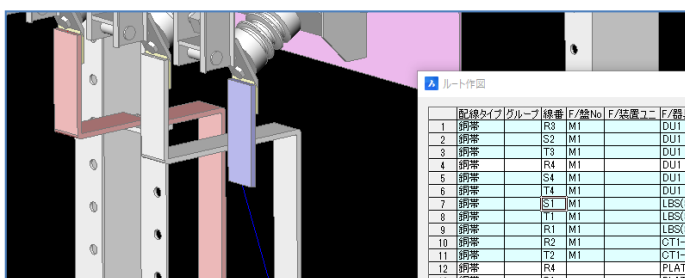 ルート作図
配線タイプ グループ 線番 F/盤No F/装置ユニ F/器
1 銅帯 R3 M1 DU1
2 銅帯 S2 M1 DU1
3 銅帯 T3 M1 DU1
4 銅帯 R4 M1 DU1
5 銅帯 S4 M1 DU1
6 銅帯 T4 M1 DU1
7 銅帯 S1 M1 LBS(
8 銅帯 T1 M1 LBS(
9 銅帯 R1 M1 LBS(
10 銅帯 R2 M1 CT1-
11 銅帯 T2 M1 CT1-
12 銅帯 R4 PLAT